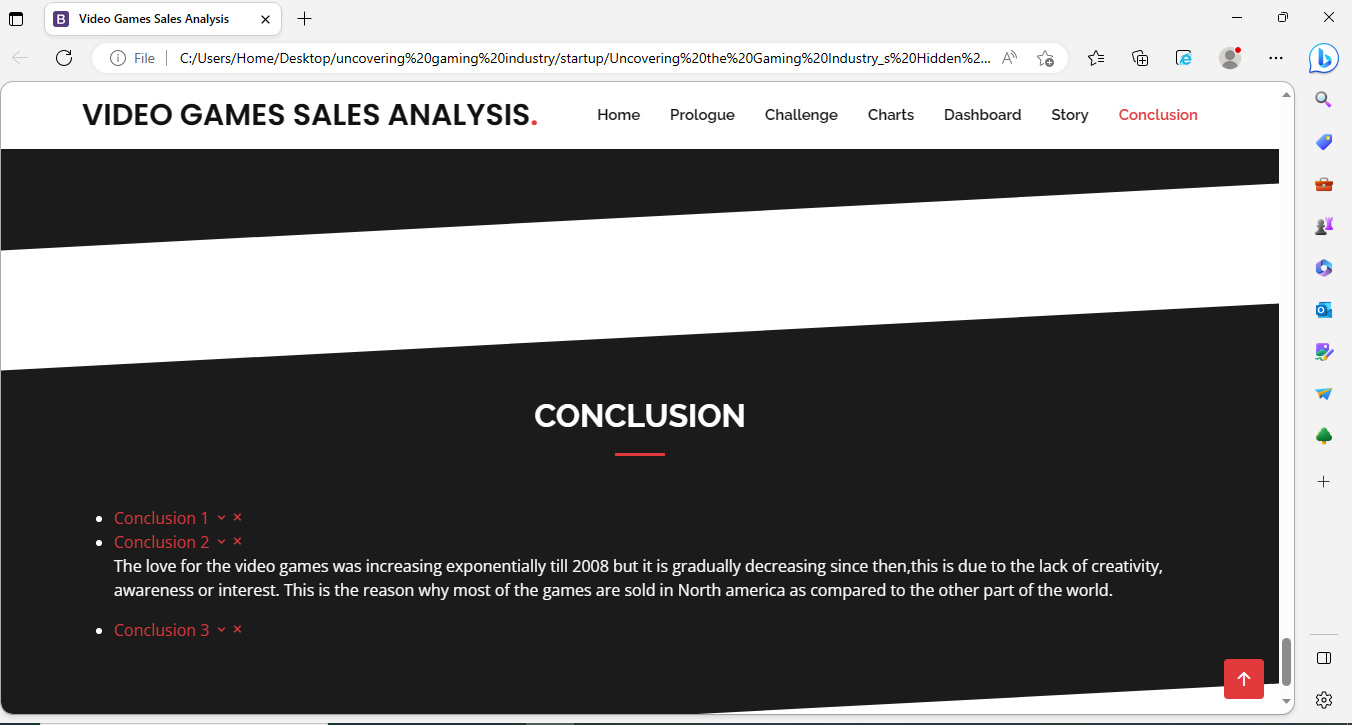 Video Games Sales Analysis
File
C:/Users/Home/Desktop/uncovering%20gaming%20industry/startup/Uncovering%20the%20Gaming%20Industry_s%20Hidden%2...
VIDEO GAMES SALES ANALYSIS.
Home Prologue Challenge Charts Dashboard Story Conclusion
CONCLUSION
Conclusion 1
Conclusion 2
The love for the video games was increasing exponentially till 2008 but it is gradually decreasing since then,this is due to the lack of creativity,
awareness or interest. This is the reason why most of the games are sold in North america as compared to the other part of the world.
Conclusion 3